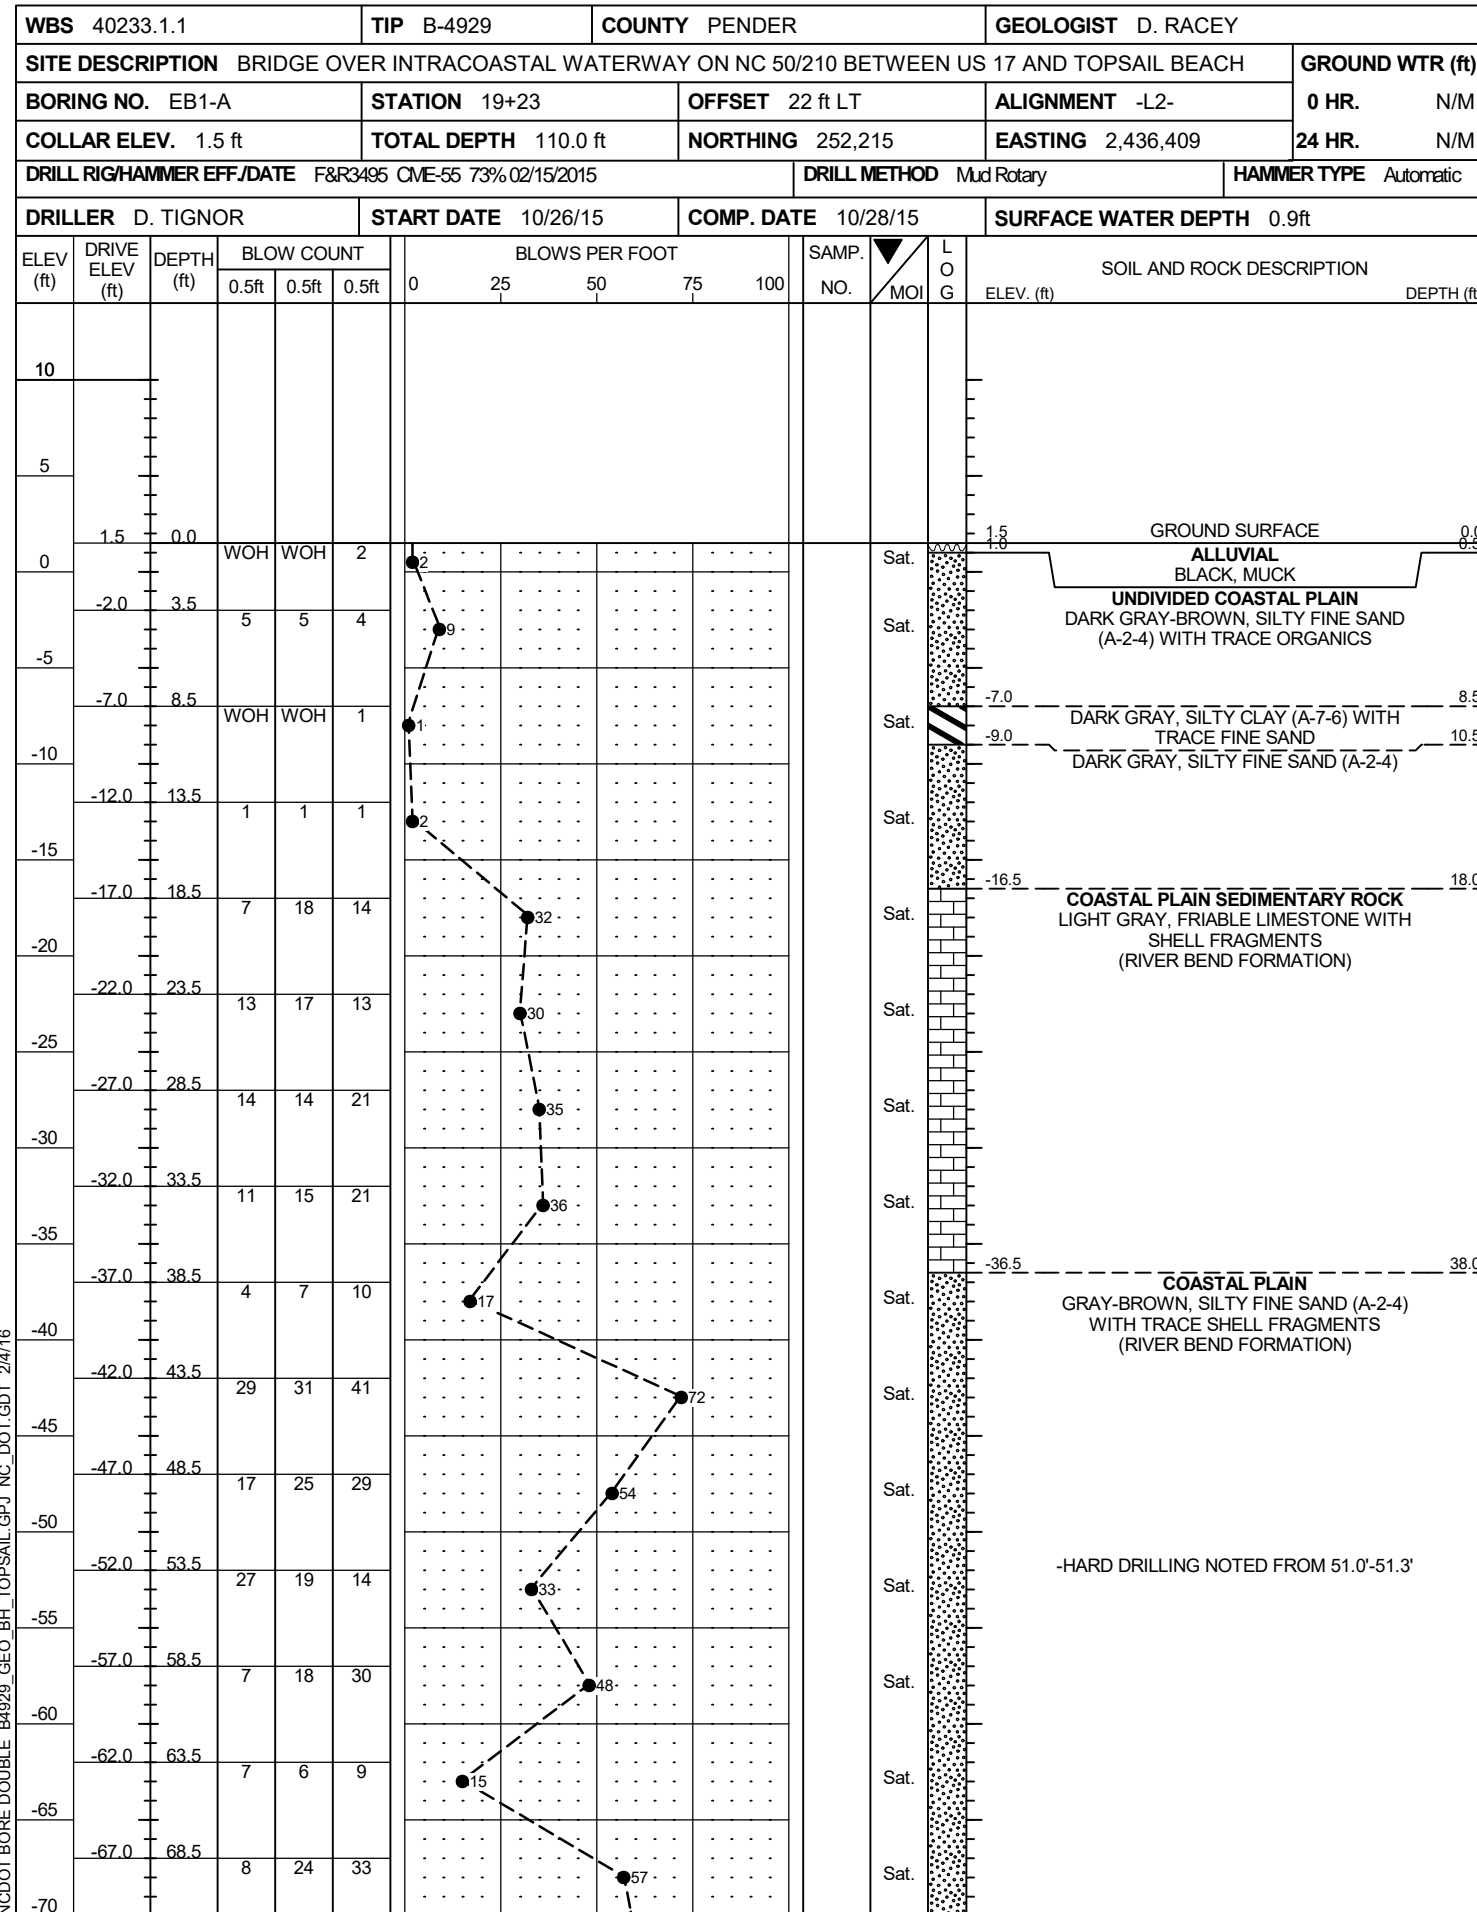 WBS 40233.1.1 TIP B-4929 COUNTY PENDER GEOLOGIST D. RACEY
SITE DESCRIPTION BRIDGE OVER INTRACOASTAL WATERWAY ON NC 50/210 BETWEEN US 17 AND TOPSAIL BEACH GROUND WTR (ft)
BORING NO. EB1-A STATION 19+23 OFFSET 22 ft LT ALIGNMENT -L2- 0 HR. N/M
COLLAR ELEV. 1.5 ft TOTAL DEPTH 110.0 ft NORTHING 252,215 EASTING 2,436,409 24 HR. N/M
DRILL RIG/HAMMER EFF./DATE F&R3495 CME-55 73% 02/15/2015 DRILL METHOD Mud Rotary HAMMER TYPE Automatic
DRILLER D. TIGNOR START DATE 10/26/15 COMP. DATE 10/28/15 SURFACE WATER DEPTH 0.9ft
ELEV (ft) DRIVE ELEV (ft) DEPTH (ft) BLOW COUNT BLOWS PER FOOT SAMP. NO. MOI LOG SOIL AND ROCK DESCRIPTION
0.5ft 0.5ft 0.5ft 0 25 50 75 100 ELEV. (ft) DEPTH (ft
10
5
1.5 0.0 1.5 GROUND SURFACE 0.0
WOH WOH 2 2 Sat. 1.0 ALLUVIAL 0.5
0
BLACK, MUCK
UNDIVIDED COASTAL PLAIN
-2.0 3.5
5 5 4 9 Sat. DARK GRAY-BROWN, SILTY FINE SAND
(A-2-4) WITH TRACE ORGANICS
-5
-7.0 8.5 -7.0 8.5
WOH WOH 1 1 Sat. DARK GRAY, SILTY CLAY (A-7-6) WITH
TRACE FINE SAND
-9.0 10.5
-10
DARK GRAY, SILTY FINE SAND (A-2-4)
-12.0 13.5
1 1 1 2 Sat.
-15
-16.5 18.0
-17.0 18.5 COASTAL PLAIN SEDIMENTARY ROCK
7 18 14 32 Sat. LIGHT GRAY, FRIABLE LIMESTONE WITH
SHELL FRAGMENTS
-20
(RIVER BEND FORMATION)
-22.0 23.5
13 17 13 30 Sat.
-25
-27.0 28.5
14 14 21 35 Sat.
-30
-32.0 33.5
11 15 21 36 Sat.
-35
-36.5 38.0
-37.0 38.5 COASTAL PLAIN
4 7 10 17 Sat. GRAY-BROWN, SILTY FINE SAND (A-2-4)
WITH TRACE SHELL FRAGMENTS
-40
(RIVER BEND FORMATION)
-42.0 43.5
29 31 41 72 Sat.
-45
-47.0 48.5
17 25 29 54 Sat.
-50
-52.0 53.5 -HARD DRILLING NOTED FROM 51.0'-51.3'
27 19 14 33 Sat.
-55
-57.0 58.5
7 18 30 48 Sat.
-60
-62.0 63.5
7 6 9 15 Sat.
-65
-67.0 68.5
8 24 33 57 Sat.
-70
NCDOT BORE DOUBLE B4929_GEO_BH_TOPSAIL.GPJ NC_DOT.GDT 2/4/16